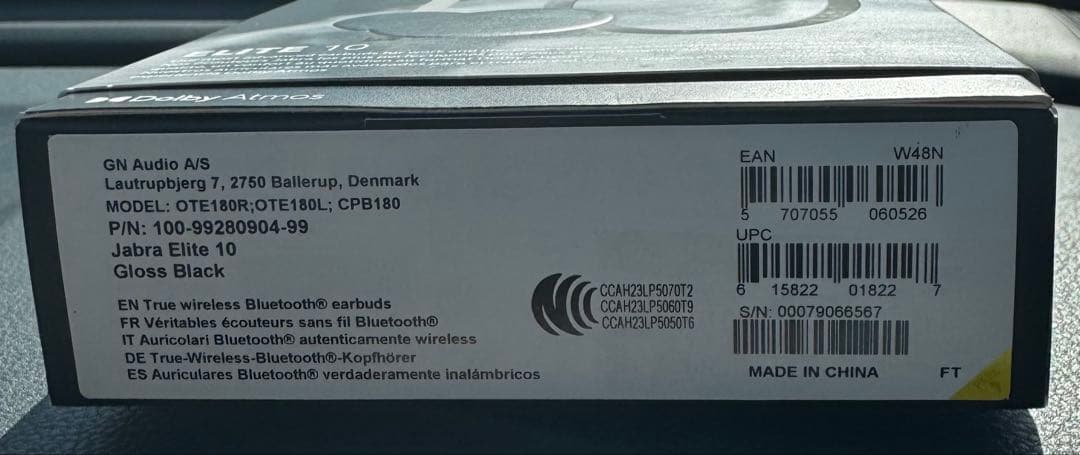 ELITE 10
Dolby Atmos
GN Audio A/S
Lautrupbjerg 7, 2750 Ballerup, Denmark
MODEL: OTE180R;OTE180L; CPB180
P/N: 100-99280904-99
Jabra Elite 10
Gloss Black
EN True wireless Bluetooth® earbuds
FR Véritables écouteurs sans fil Bluetooth®
IT Auricolari Bluetooth® autenticamente wireless
DE True-Wireless-Bluetooth®-Kopfhörer
ES Auriculares Bluetooth® verdaderamente inalámbricos
CCAH23LP5070T2
CCAH23LP5060T9
CCAH23LP5050T6
EAN W48N
5 707055 060526
UPC
6 15822 01822 7
S/N: 00079066567
MADE IN CHINA FT